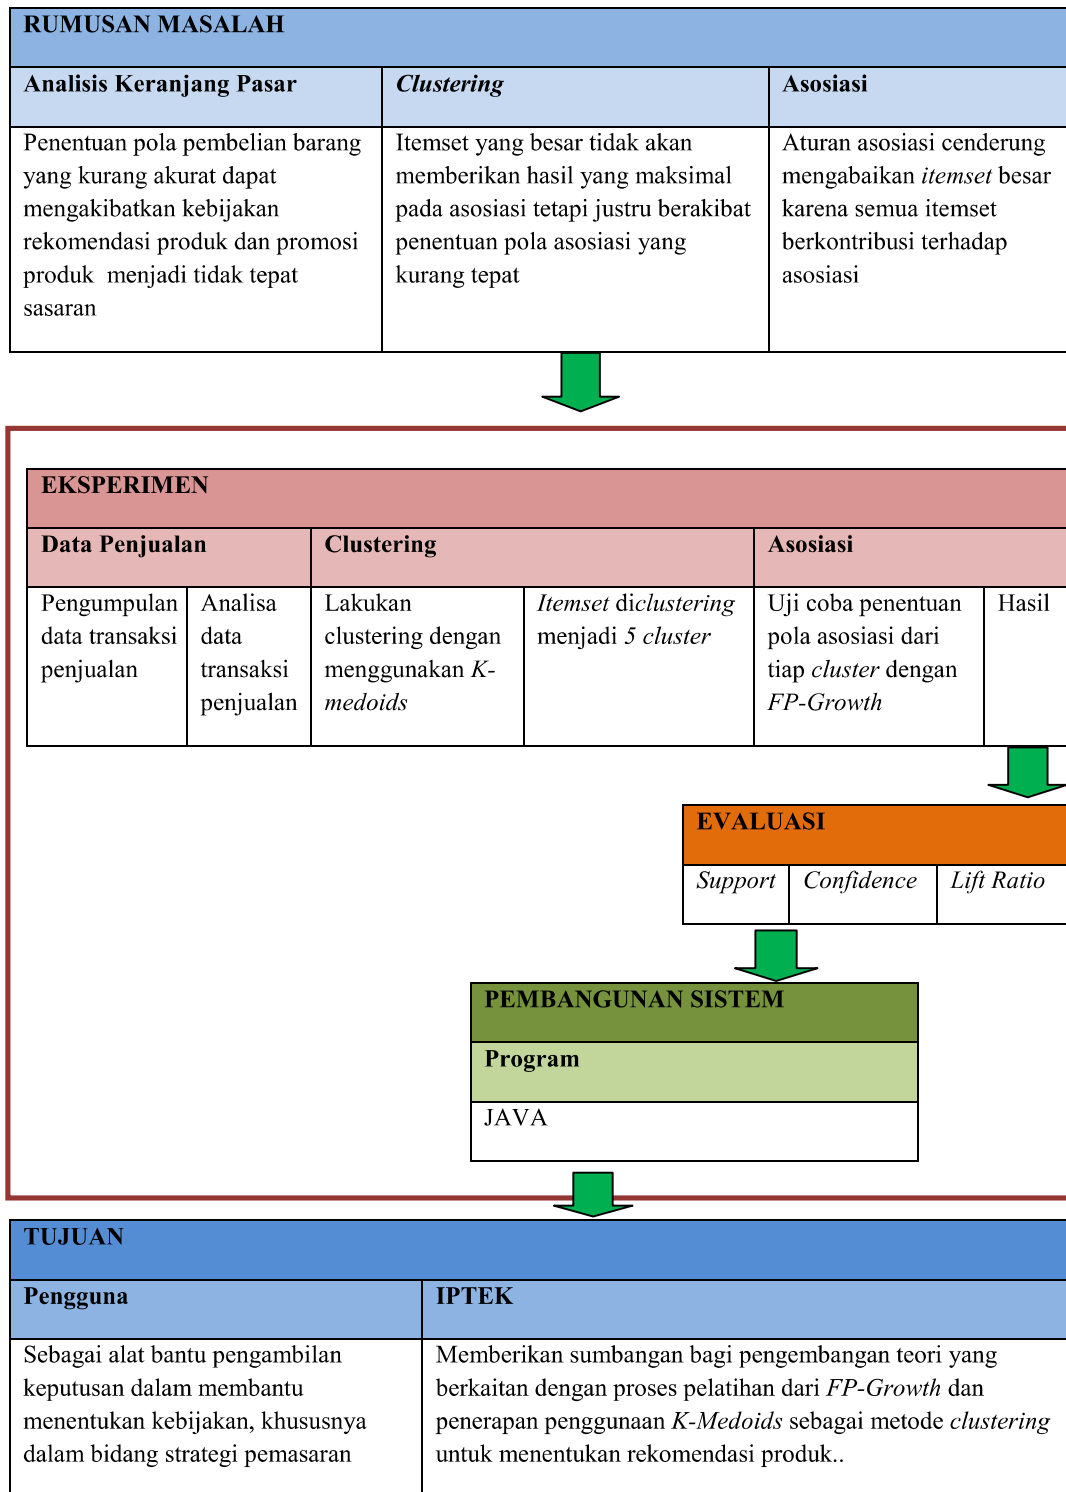 RUMUSAN MASALAH
Analisis Keranjang Pasar
Penentuan pola pembelian barang
yang kurang akurat dapat
mengakibatkan kebijakan
rekomendasi produk dan promosi
produk  menjadi tidak tepat
sasaran
Clustering
Itemset yang besar tidak akan
memberikan hasil yang maksimal
pada asosiasi tetapi justru berakibat
penentuan pola asosiasi yang
kurang tepat
Asosiasi
Aturan asosiasi cenderung
mengabaikan itemset besar
karena semua itemset
berkontribusi terhadap
asosiasi
EKSPERIMEN
Data Penjualan
Pengumpulan
data transaksi
penjualan
Analisa
data
transaksi
penjualan
Clustering
Lakukan
clustering dengan
menggunakan K-
medoids
Itemset diclustering
menjadi 5 cluster
Asosiasi
Uji coba penentuan
pola asosiasi dari
tiap cluster dengan
FP-Growth
Hasil
EVALUASI
Support
Confidence
Lift Ratio
PEMBANGUNAN SISTEM
Program
JAVA
TUJUAN
Pengguna
Sebagai alat bantu pengambilan
keputusan dalam membantu
menentukan kebijakan, khususnya
dalam bidang strategi pemasaran
IPTEK
Memberikan sumbangan bagi pengembangan teori yang
berkaitan dengan proses pelatihan dari FP-Growth dan
penerapan penggunaan K-Medoids sebagai metode clustering
untuk menentukan rekomendasi produk..